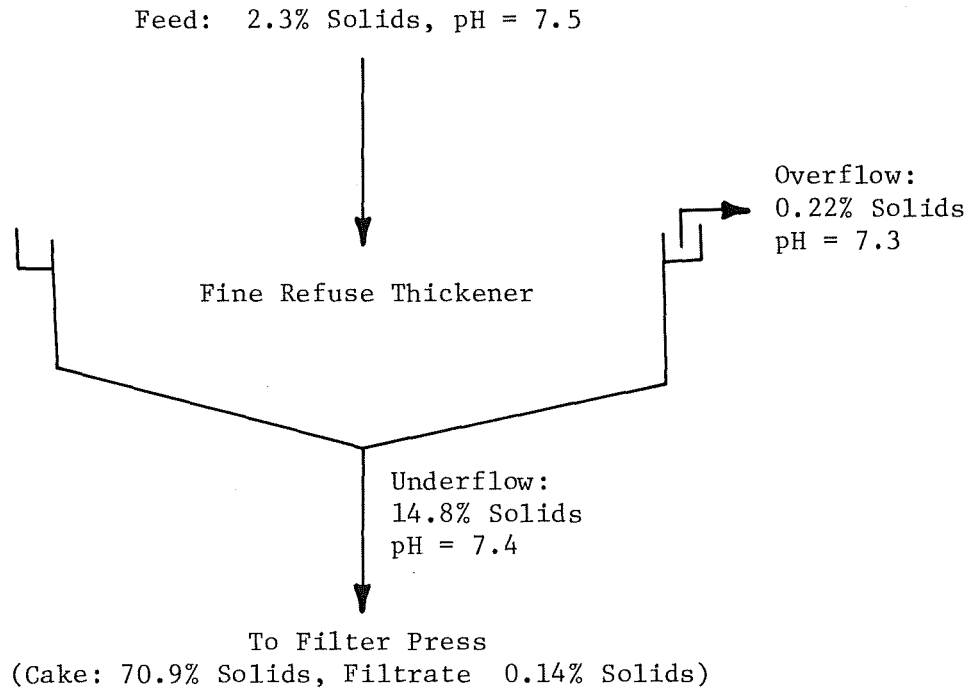 Feed: 2.3% Solids, pH = 7.5
Overflow:
0.22% Solids
pH = 7.3
Fine Refuse Thickener
Underflow:
14.8% Solids
pH = 7.4
To Filter Press
(Cake: 70.9% Solids, Filtrate 0.14% Solids)